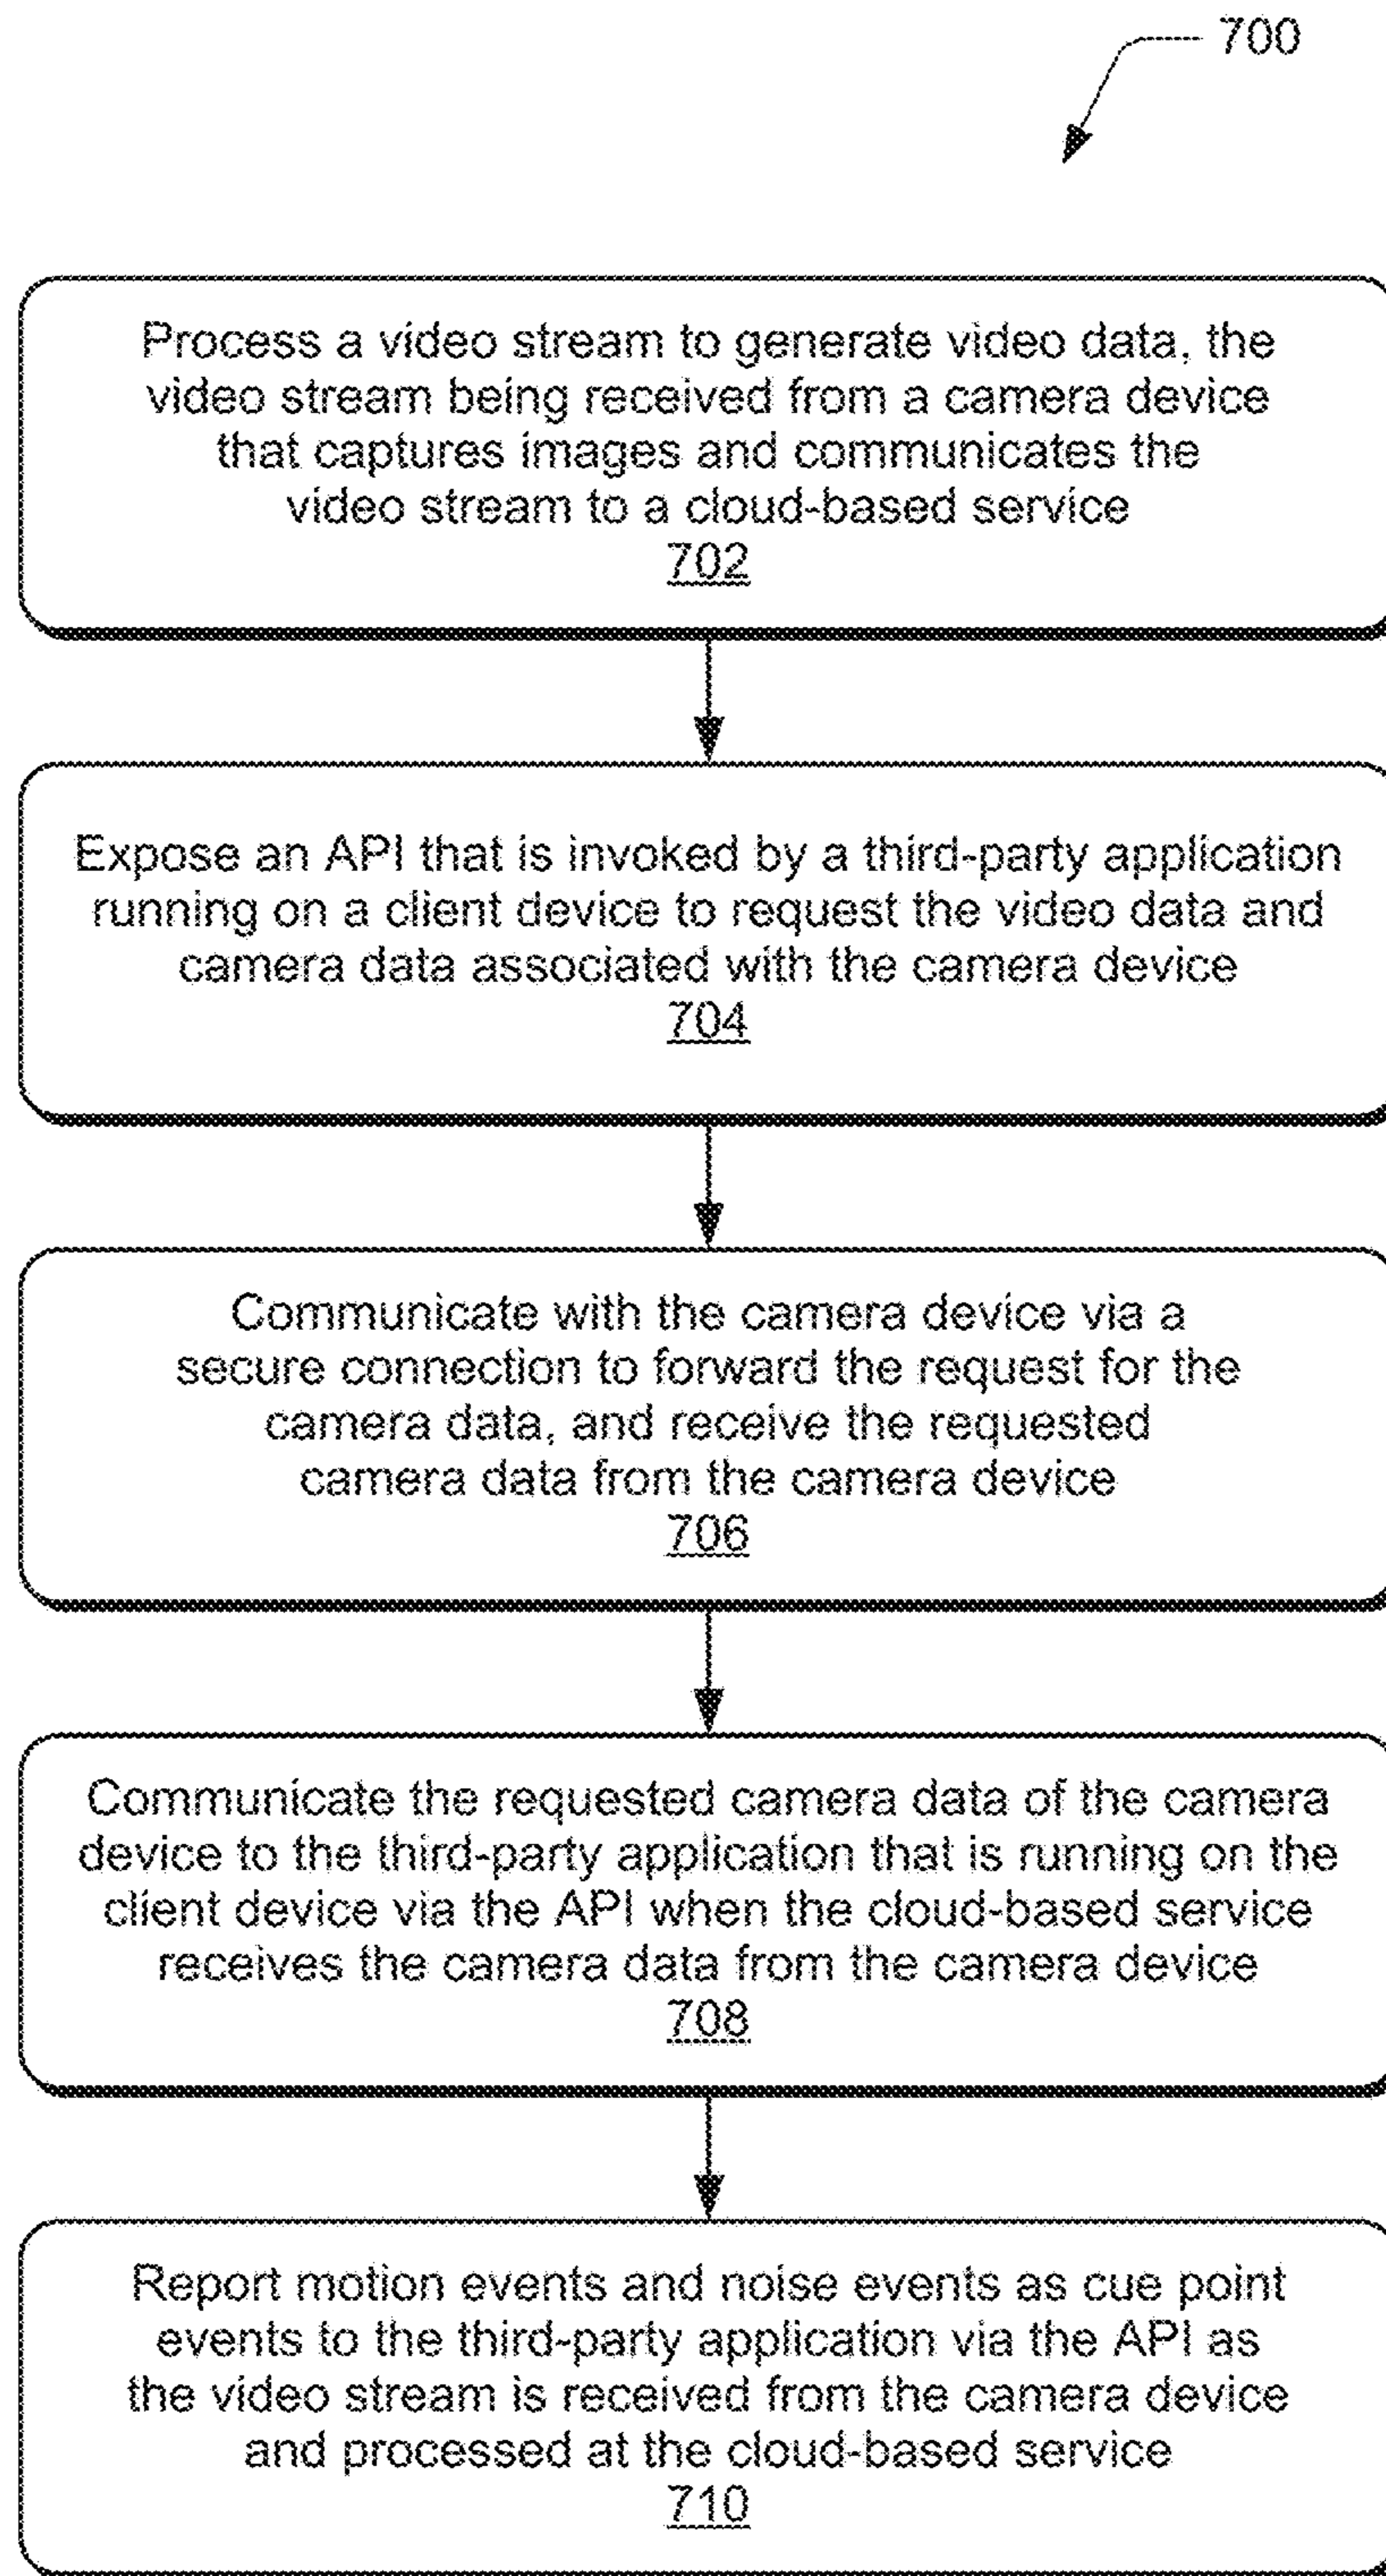 700
Process a video stream to generate video data, the
video stream being received from a camera device
that captures images and communicates the
video stream to a cloud-based service
702
Expose an API that is invoked by a third-party application
running on a client device to request the video data and
camera data associated with the camera device
704
Communicate with the camera device via a
secure connection to forward the request for the
camera data, and receive the requested
camera data from the camera device
706
Communicate the requested camera data of the camera
device to the third-party application that is running on the
client device via the API when the cloud-based service
receives the camera data from the camera device
708
Report motion events and noise events as cue point
events to the third-party application via the API as
the video stream is received from the camera device
and processed at the cloud-based service
710